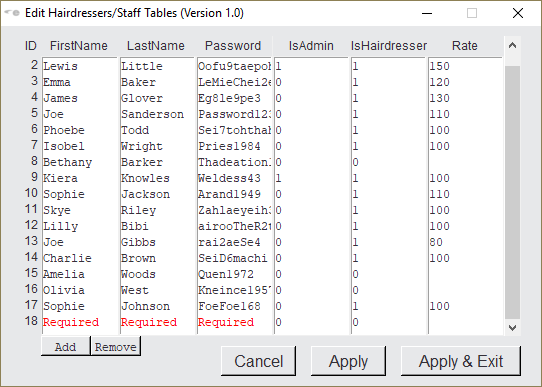 Edit Hairdressers/Staff Tables (Version 1.0)
ID FirstName LastName Password IsAdmin IsHairdresser Rate
2 Lewis Little Oofu9taepoh 1 1 150
3 Emma Baker LeMieChei2e 0 1 120
4 James Glover Eg8le9pe3 0 1 130
5 Joe Sanderson Password123 0 1 110
6 Phoebe Todd Sei7tohthah 0 1 100
7 Isobel Wright Pries1984 0 1 100
8 Bethany Barker Thadeation1 0 0
9 Kiera Knowles Weldess43 1 1 100
10 Sophie Jackson Arand1949 0 1 110
11 Skye Riley Zahlaeyeih3 0 1 100
12 Lilly Bibi airooTheR2t 0 1 100
13 Joe Gibbs rai2aeSe4 0 1 80
14 Charlie Brown SeiD6machi 0 1 100
15 Amelia Woods Quen1972 0 0
16 Olivia West Kneince1957 0 0
17 Sophie Johnson FoeFoe168 0 1 100
18 Required Required Required 0 0
Add Remove
Cancel Apply Apply & Exit